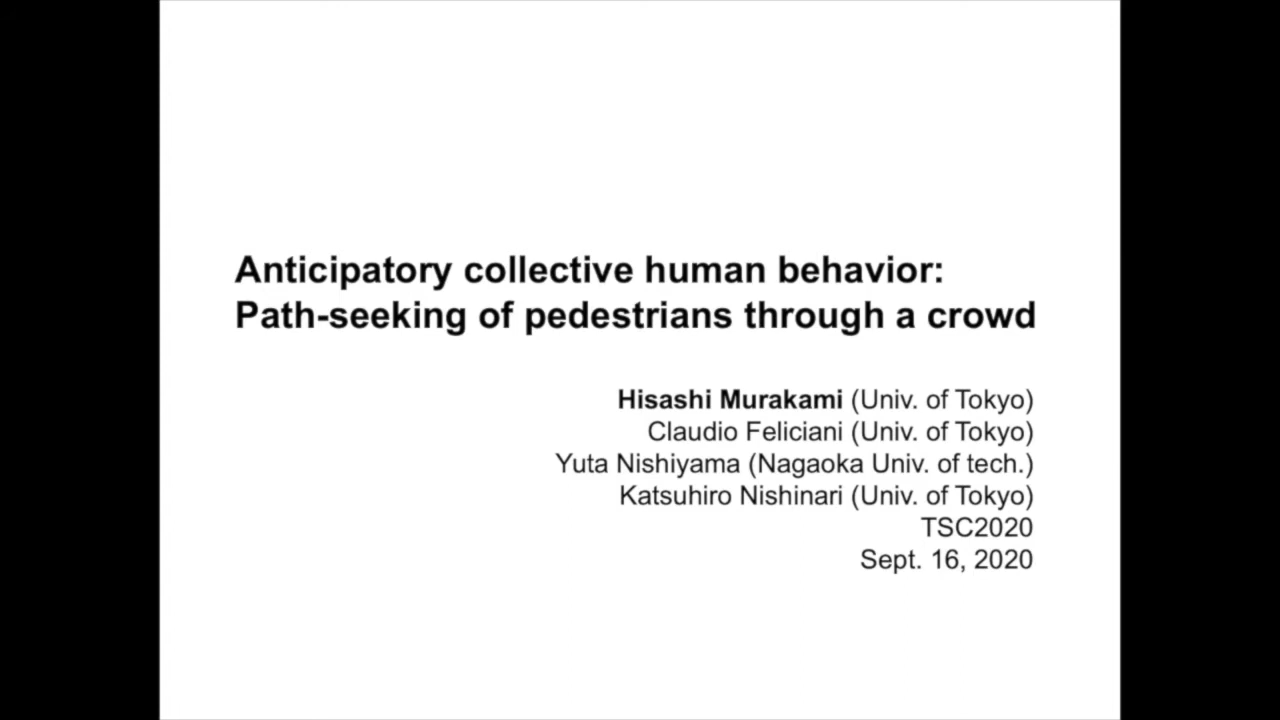 Anticipatory collective human behavior:
Path-seeking of pedestrians through a crowd
Hisashi Murakami (Univ. of Tokyo)
Claudio Feliciani (Univ. of Tokyo)
Yuta Nishiyama (Nagaoka Univ. of tech.)
Katsuhiro Nishinari (Univ. of Tokyo)
TSC2020
Sept. 16, 2020